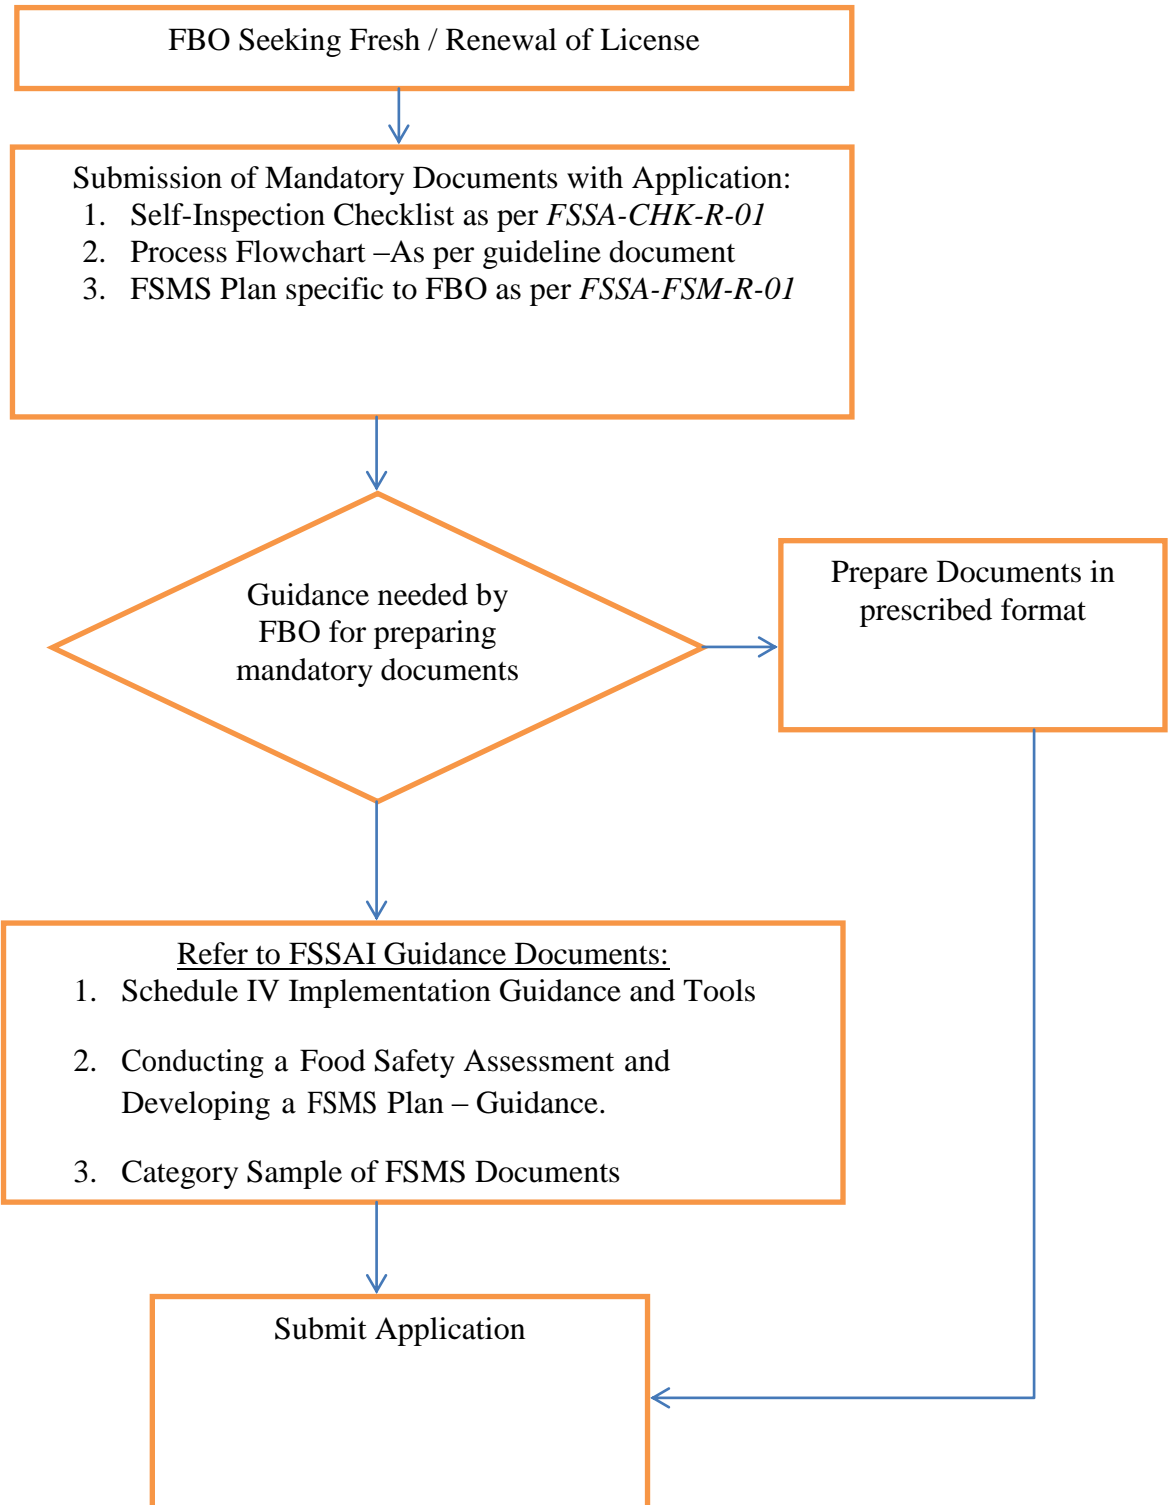 FBO Seeking Fresh / Renewal of License
Submission of Mandatory Documents with Application:
1. Self-Inspection Checklist as per FSSA-CHK-R-01
2. Process Flowchart –As per guideline document
3. FSMS Plan specific to FBO as per FSSA-FSM-R-01
Guidance needed by
FBO for preparing
mandatory documents
Prepare Documents in
prescribed format
Refer to FSSAI Guidance Documents:
1. Schedule IV Implementation Guidance and Tools
2. Conducting a Food Safety Assessment and
Developing a FSMS Plan – Guidance.
3. Category Sample of FSMS Documents
Submit Application